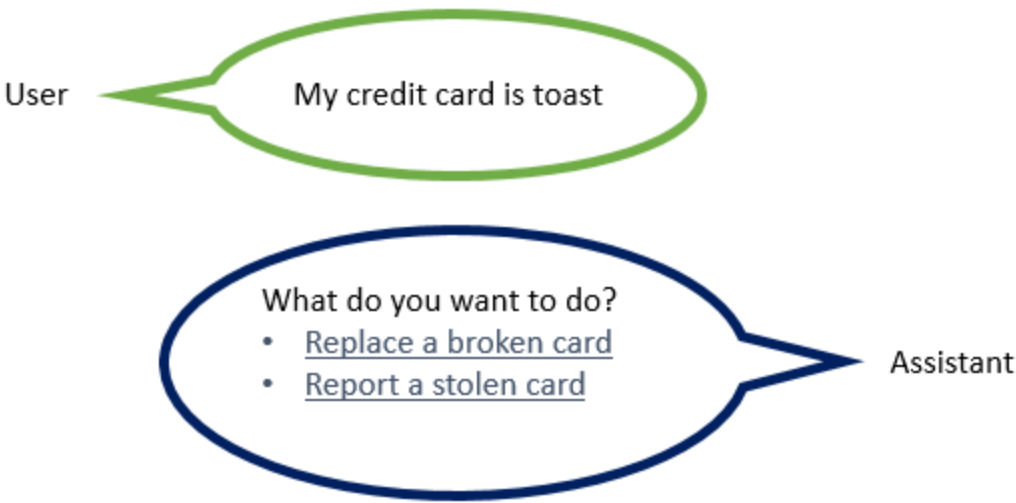 User
My credit card is toast
What do you want to do?
• Replace a broken card
• Report a stolen card
Assistant